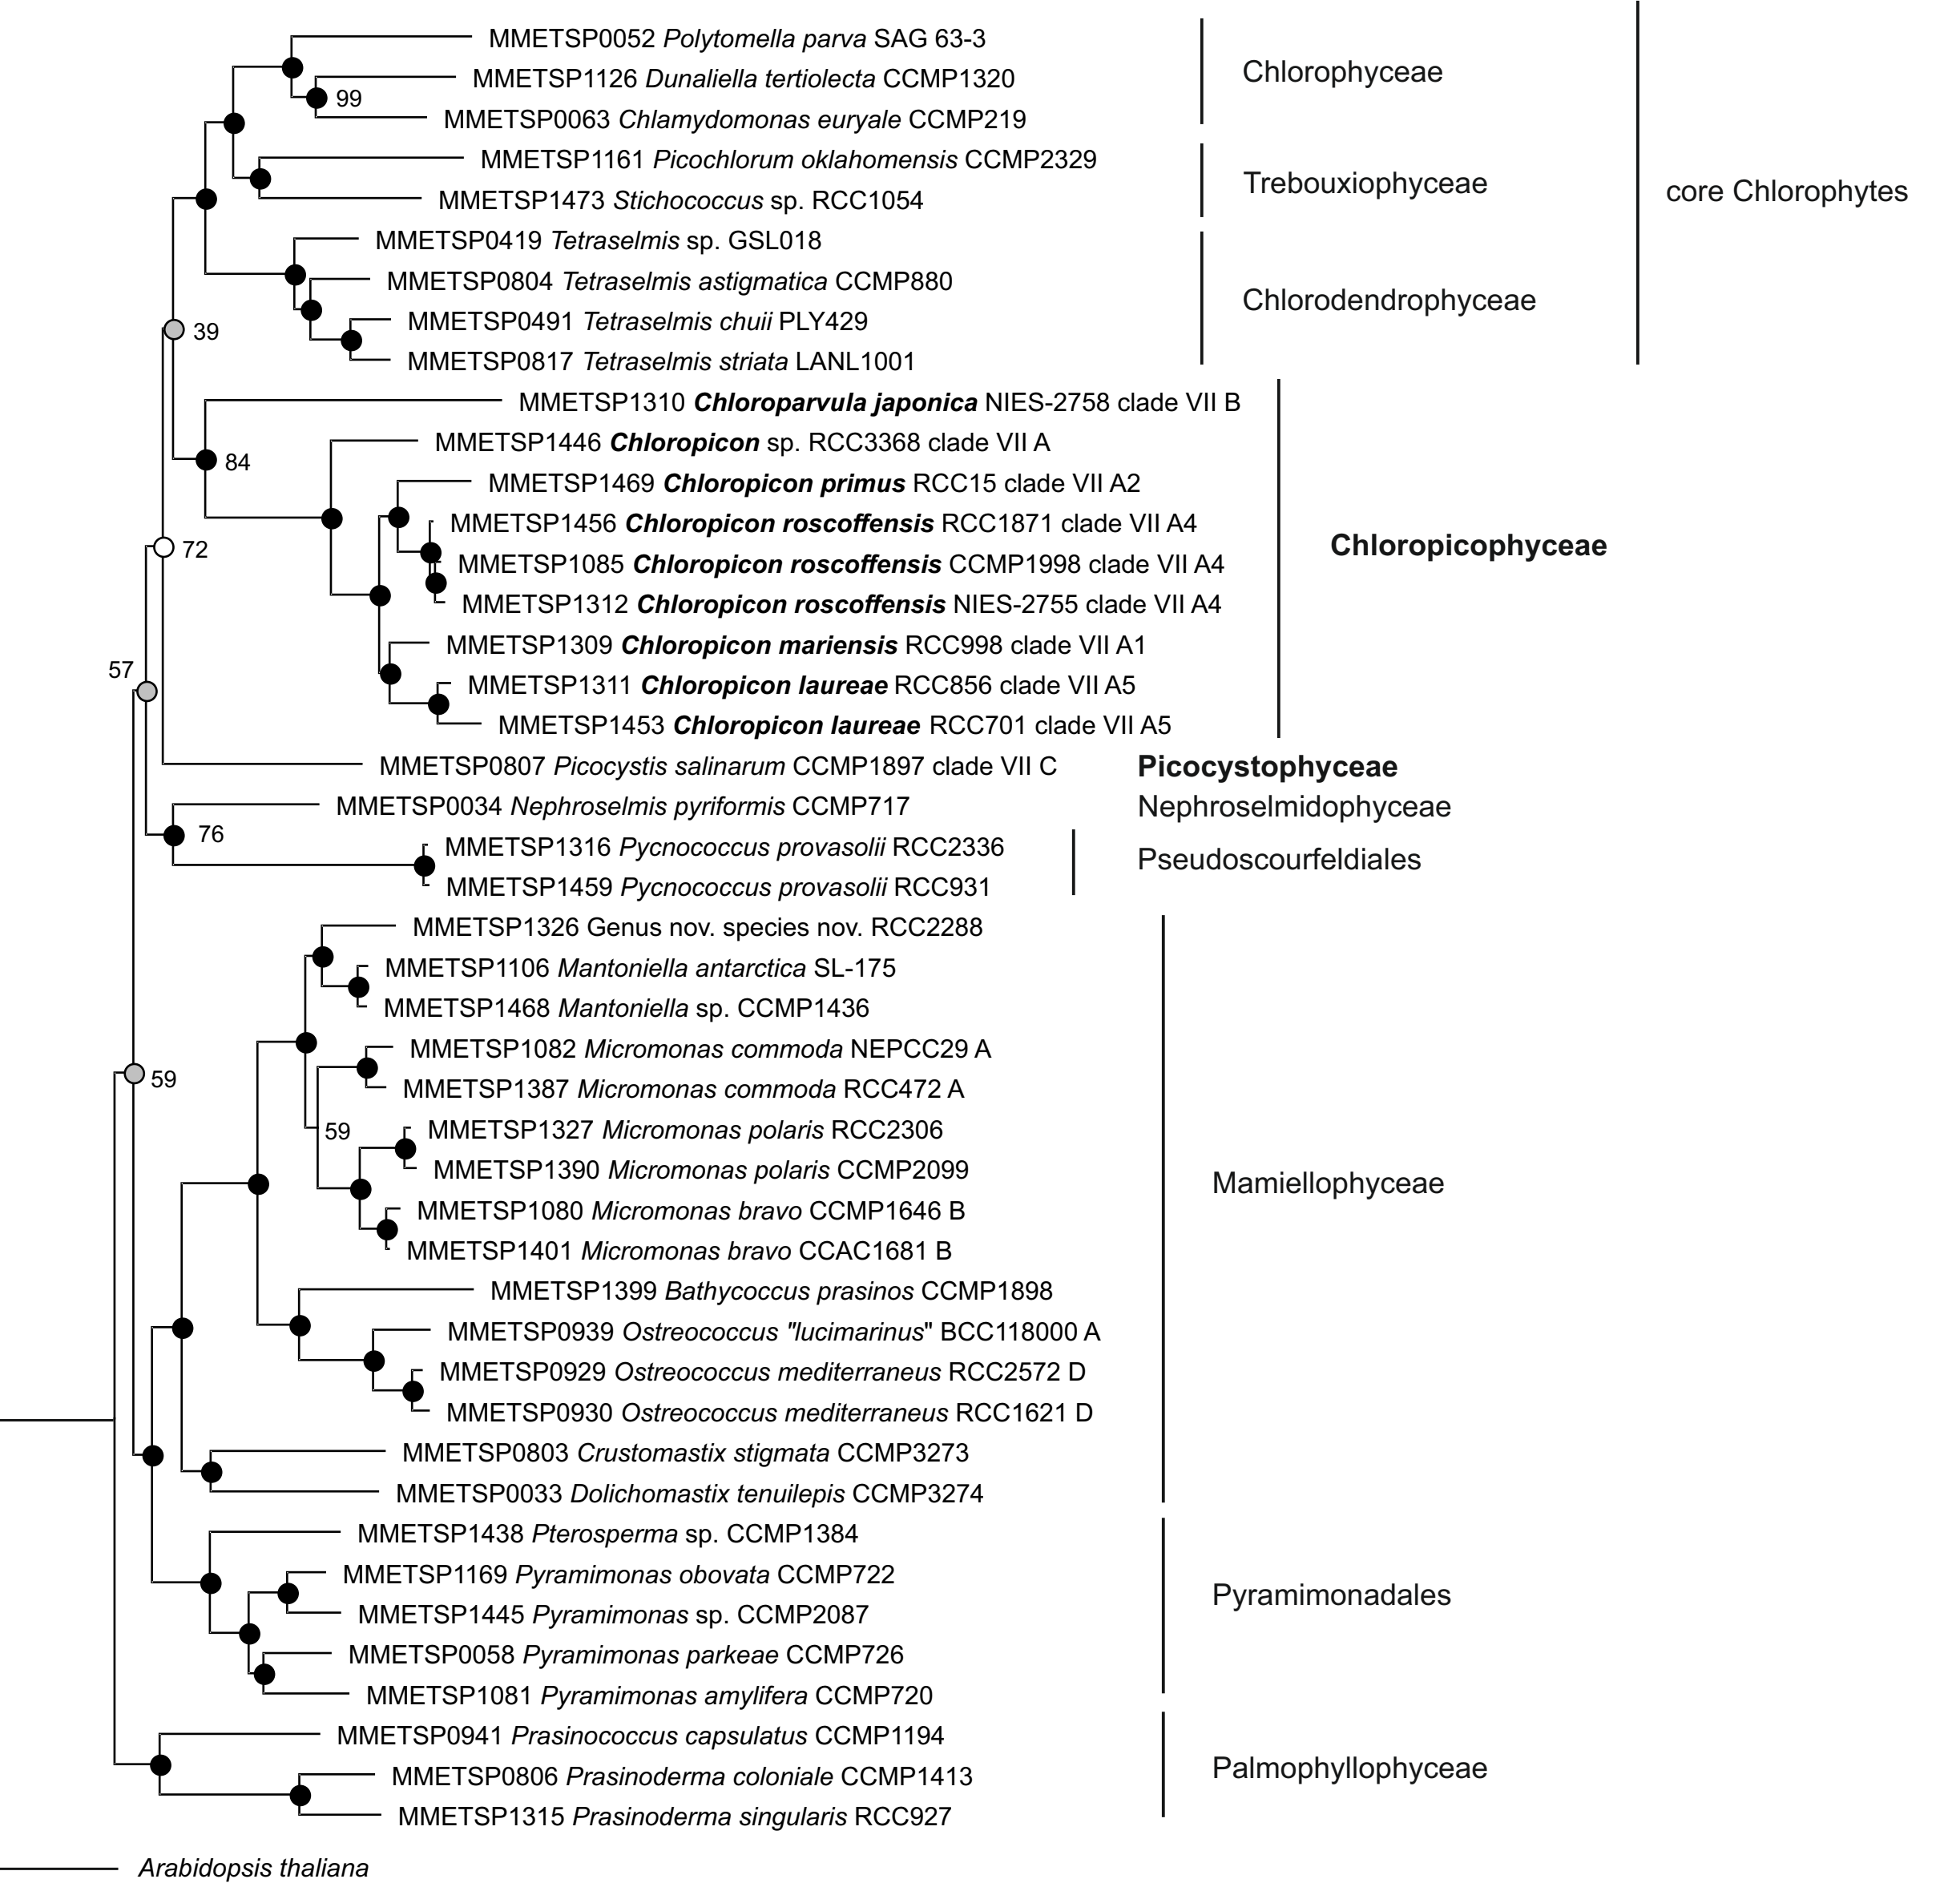 MMETSP0052 Polytomella parva SAG 63-3
MMETSP1126 Dunaliella tertiolecta CCMP1320
Chlorophyceae
99
MMETSP0063 Chlamydomonas euryale CCMP219
MMETSP1161 Picochlorum oklahomensis CCMP2329
Trebouxiophyceae
core Chlorophytes
MMETSP1473 Stichococcus sp. RCC1054
MMETSP0419 Tetraselmis sp. GSL018
MMETSP0804 Tetraselmis astigmatica CCMP880
Chlorodendrophyceae
MMETSP0491 Tetraselmis chuii PLY429
39
MMETSP0817 Tetraselmis striata LANL1001
MMETSP1310 Chloroparvula japonica NIES-2758 clade VII B
MMETSP1446 Chloropicon sp. RCC3368 clade VII A
84
MMETSP1469 Chloropicon primus RCC15 clade VII A2
MMETSP1456 Chloropicon roscoffensis RCC1871 clade VII A4
Chloropicophyceae
72
MMETSP1085 Chloropicon roscoffensis CCMP1998 clade VII A4
MMETSP1312 Chloropicon roscoffensis NIES-2755 clade VII A4
MMETSP1309 Chloropicon mariensis RCC998 clade VII A1
57
MMETSP1311 Chloropicon laureae RCC856 clade VII A5
MMETSP1453 Chloropicon laureae RCC701 clade VII A5
MMETSP0807 Picocystis salinarum CCMP1897 clade VII C
Picocystophyceae
MMETSP0034 Nephroselmis pyriformis CCMP717
Nephroselmidophyceae
76
MMETSP1316 Pycnococcus provasolii RCC2336
Pseudoscourfeldiales
MMETSP1459 Pycnococcus provasolii RCC931
MMETSP1326 Genus nov. species nov. RCC2288
MMETSP1106 Mantoniella antarctica SL-175
MMETSP1468 Mantoniella sp. CCMP1436
MMETSP1082 Micromonas commoda NEPCC29 A
59
MMETSP1387 Micromonas commoda RCC472 A
59
MMETSP1327 Micromonas polaris RCC2306
MMETSP1390 Micromonas polaris CCMP2099
Mamiellophyceae
MMETSP1080 Micromonas bravo CCMP1646 B
MMETSP1401 Micromonas bravo CCAC1681 B
MMETSP1399 Bathycoccus prasinos CCMP1898
MMETSP0939 Ostreococcus "lucimarinus" BCC118000 A
MMETSP0929 Ostreococcus mediterraneus RCC2572 D
MMETSP0930 Ostreococcus mediterraneus RCC1621 D
MMETSP0803 Crustomastix stigmata CCMP3273
MMETSP0033 Dolichomastix tenuilepis CCMP3274
MMETSP1438 Pterosperma sp. CCMP1384
MMETSP1169 Pyramimonas obovata CCMP722
Pyramimonadales
MMETSP1445 Pyramimonas sp. CCMP2087
MMETSP0058 Pyramimonas parkeae CCMP726
MMETSP1081 Pyramimonas amylifera CCMP720
MMETSP0941 Prasinococcus capsulatus CCMP1194
MMETSP0806 Prasinoderma coloniale CCMP1413
Palmophyllophyceae
MMETSP1315 Prasinoderma singularis RCC927
Arabidopsis thaliana